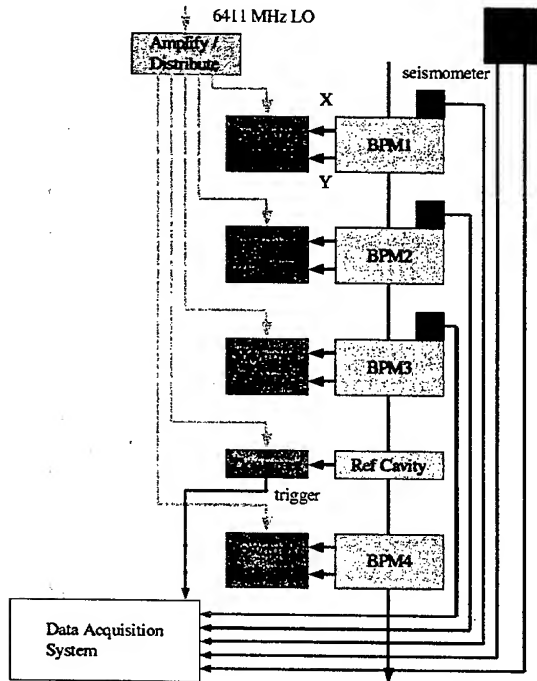 6411 MHz LO
Amplify /
Distribute
seismometer
X
BPM1
Y
BPM2
BPM3
Ref Cavity
trigger
BPM4
Data Acquisition
System